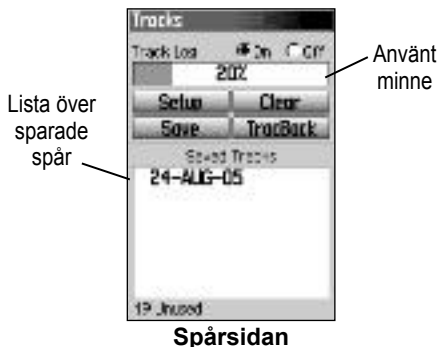 Tracks
Track Log On Off
20%
Använt minne
Setup Clear
Save TracBack
Lista över sparade spår
Saved Tracks
24-AUG-05
19 Unused
Spårsidan